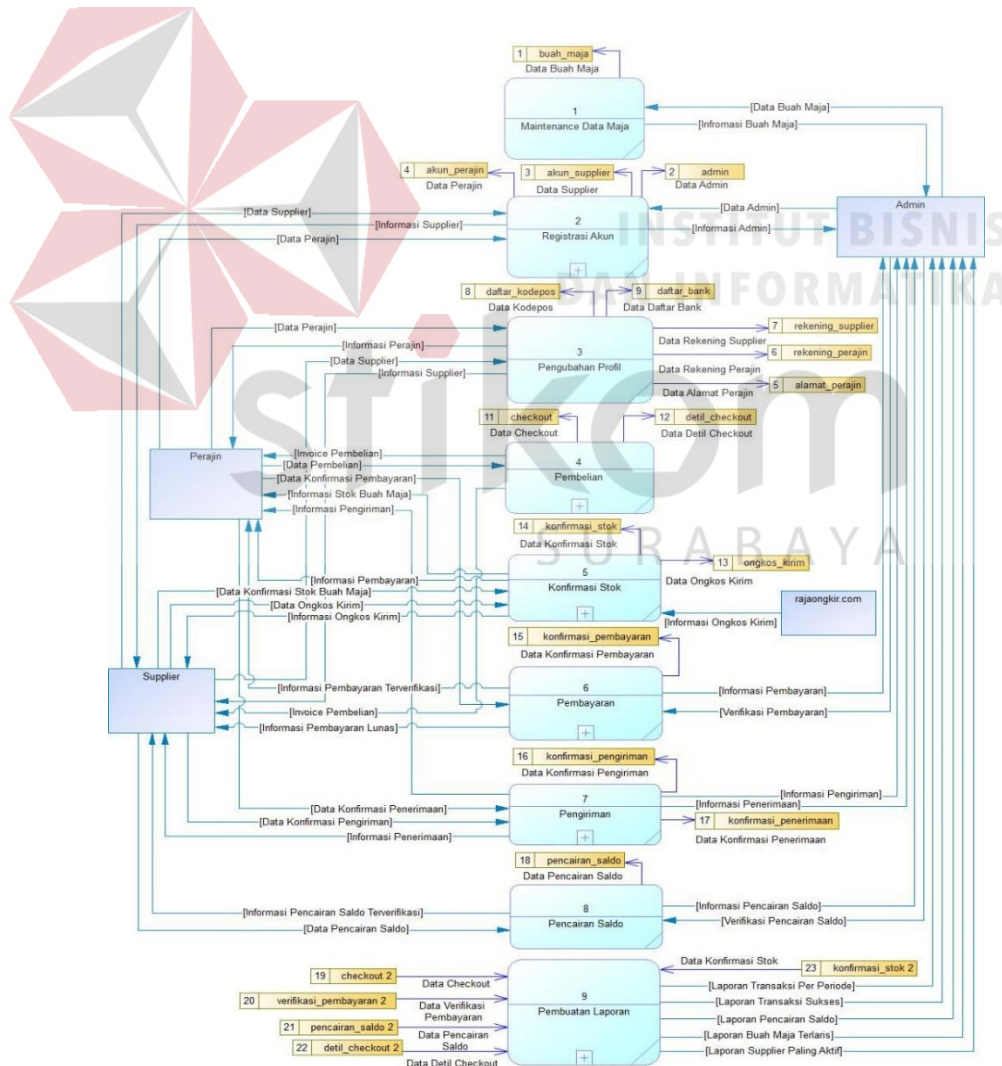 1 buah_maja
Data Buah Maja
1
Maintenance Data Maja
[Data Buah Maja]
[Infromasi Buah Maja]
4 akun_perajin
Data Perajin
3 akun_supplier
Data Supplier
2 admin
Data Admin
Admin
[Data Supplier]
[Informasi Supplier]
[Data Perajin]
2
Registrasi Akun
[Data Admin]
[Informasi Admin]
INSTITUT BISNIS
DAN INFORMATIKA
8 daftar_kodepos
Data Kodepos
9 daftar_bank
Data Daftar Bank
[Data Perajin]
[Informasi Perajin]
[Data Supplier]
[Informasi Supplier]
3
Pengubahan Profil
7 rekening_supplier
Data Rekening Supplier
6 rekening_perajin
Data Rekening Perajin
5 alamat_perajin
Data Alamat Perajin
stikom
SURABAYA
11 checkout
Data Checkout
12 detil_checkout
Data Detil Checkout
Perajin
[Invoice Pembelian]
[Data Pembelian]
[Data Konfirmasi Pembayaran]
[Informasi Stok Buah Maja]
[Informasi Pengiriman]
4
Pembelian
14 konfirmasi_stok
Data Konfirmasi Stok
13 ongkos_kirim
Data Ongkos Kirim
[Informasi Pembayaran]
[Data Konfirmasi Stok Buah Maja]
[Data Ongkos Kirim]
[Informasi Ongkos Kirim]
5
Konfirmasi Stok
rajaongkir.com
[Informasi Ongkos Kirim]
15 konfirmasi_pembayaran
Data Konfirmasi Pembayaran
Supplier
[Informasi Pembayaran Terverifikasi]
[Invoice Pembelian]
[Informasi Pembayaran Lunas]
6
Pembayaran
[Informasi Pembayaran]
[Verifikasi Pembayaran]
16 konfirmasi_pengiriman
Data Konfirmasi Pengiriman
[Data Konfirmasi Penerimaan]
[Data Konfirmasi Pengiriman]
[Informasi Penerimaan]
7
Pengiriman
[Informasi Pengiriman]
[Informasi Penerimaan]
17 konfirmasi_penerimaan
Data Konfirmasi Penerimaan
18 pencairan_saldo
Data Pencairan Saldo
[Informasi Pencairan Saldo Terverifikasi]
[Data Pencairan Saldo]
8
Pencairan Saldo
[Informasi Pencairan Saldo]
[Verifikasi Pencairan Saldo]
19 checkout 2
Data Checkout
20 verifikasi_pembayaran 2
Data Verifikasi
Pembayaran
21 pencairan_saldo 2
Data Pencairan
Saldo
22 detil_checkout 2
Data Detil Checkout
9
Pembuatan Laporan
Data Konfirmasi Stok
23 konfirmasi_stok 2
[Laporan Transaksi Per Periode]
[Laporan Transaksi Sukses]
[Laporan Pencairan Saldo]
[Laporan Buah Maja Terlaris]
[Laporan Supplier Paling Aktif]